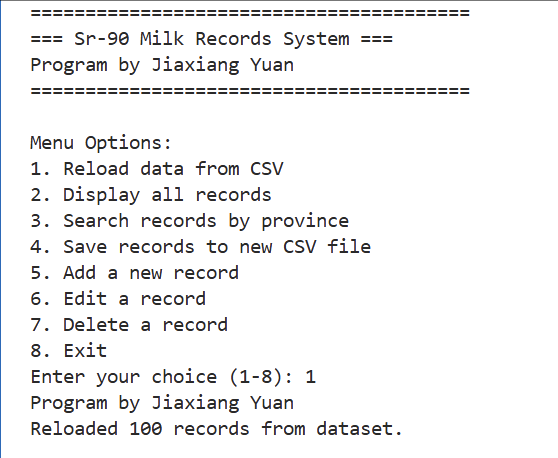 ========================================
=== Sr-90 Milk Records System ===
Program by Jiaxiang Yuan
========================================
Menu Options:
1. Reload data from CSV
2. Display all records
3. Search records by province
4. Save records to new CSV file
5. Add a new record
6. Edit a record
7. Delete a record
8. Exit
Enter your choice (1-8): 1
Program by Jiaxiang Yuan
Reloaded 100 records from dataset.